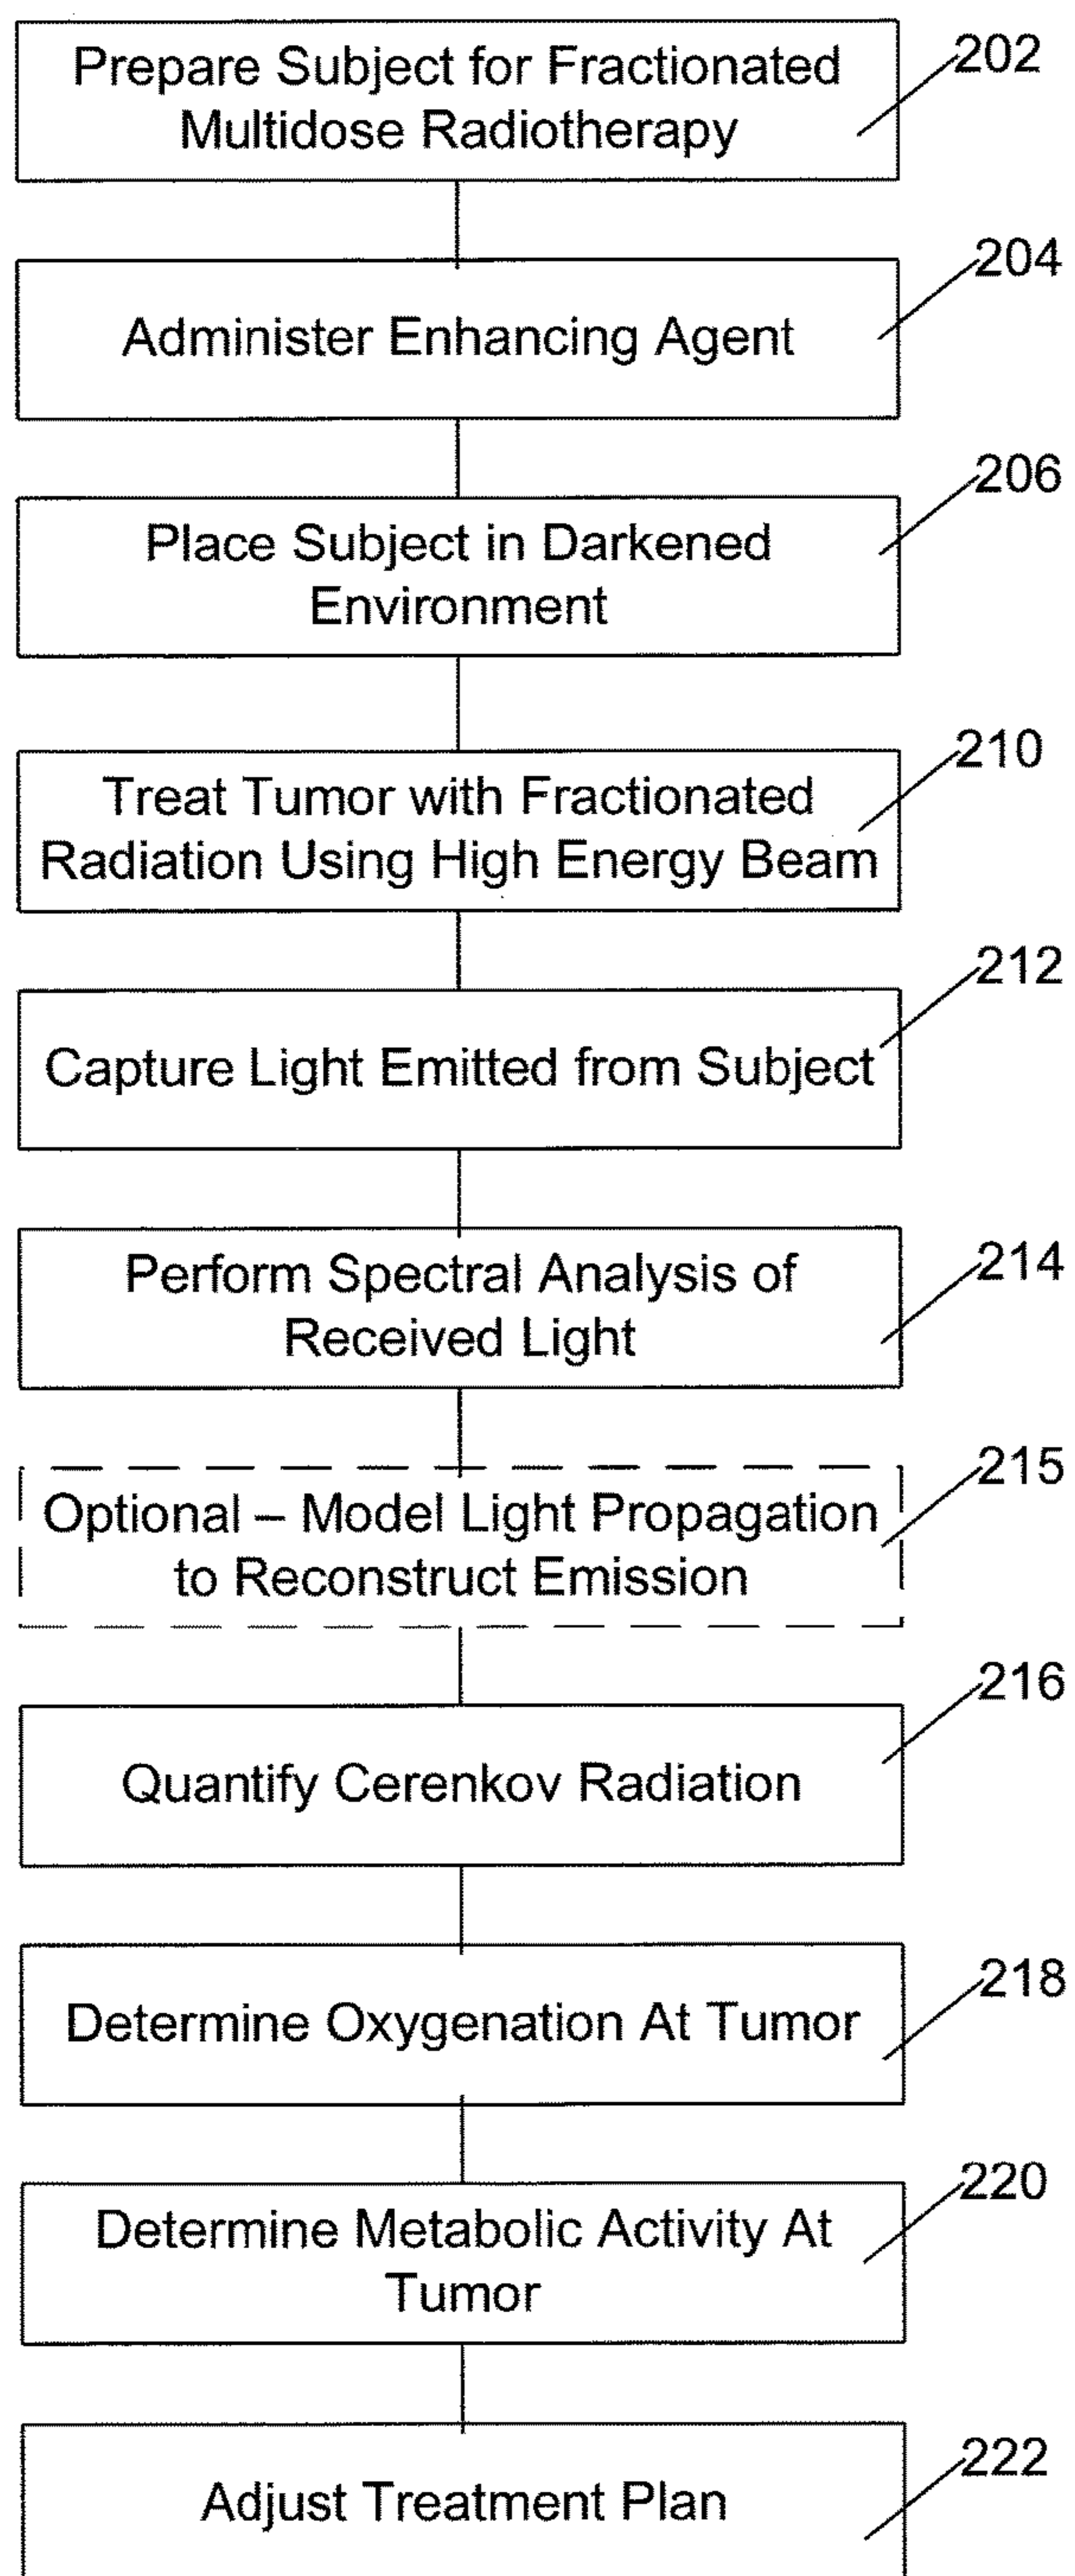 Prepare Subject for Fractionated
Multidose Radiotherapy
202
Administer Enhancing Agent
204
Place Subject in Darkened
Environment
206
Treat Tumor with Fractionated
Radiation Using High Energy Beam
210
Capture Light Emitted from Subject
212
Perform Spectral Analysis of
Received Light
214
Optional – Model Light Propagation
to Reconstruct Emission
215
Quantify Cerenkov Radiation
216
Determine Oxygenation At Tumor
218
Determine Metabolic Activity At
Tumor
220
Adjust Treatment Plan
222